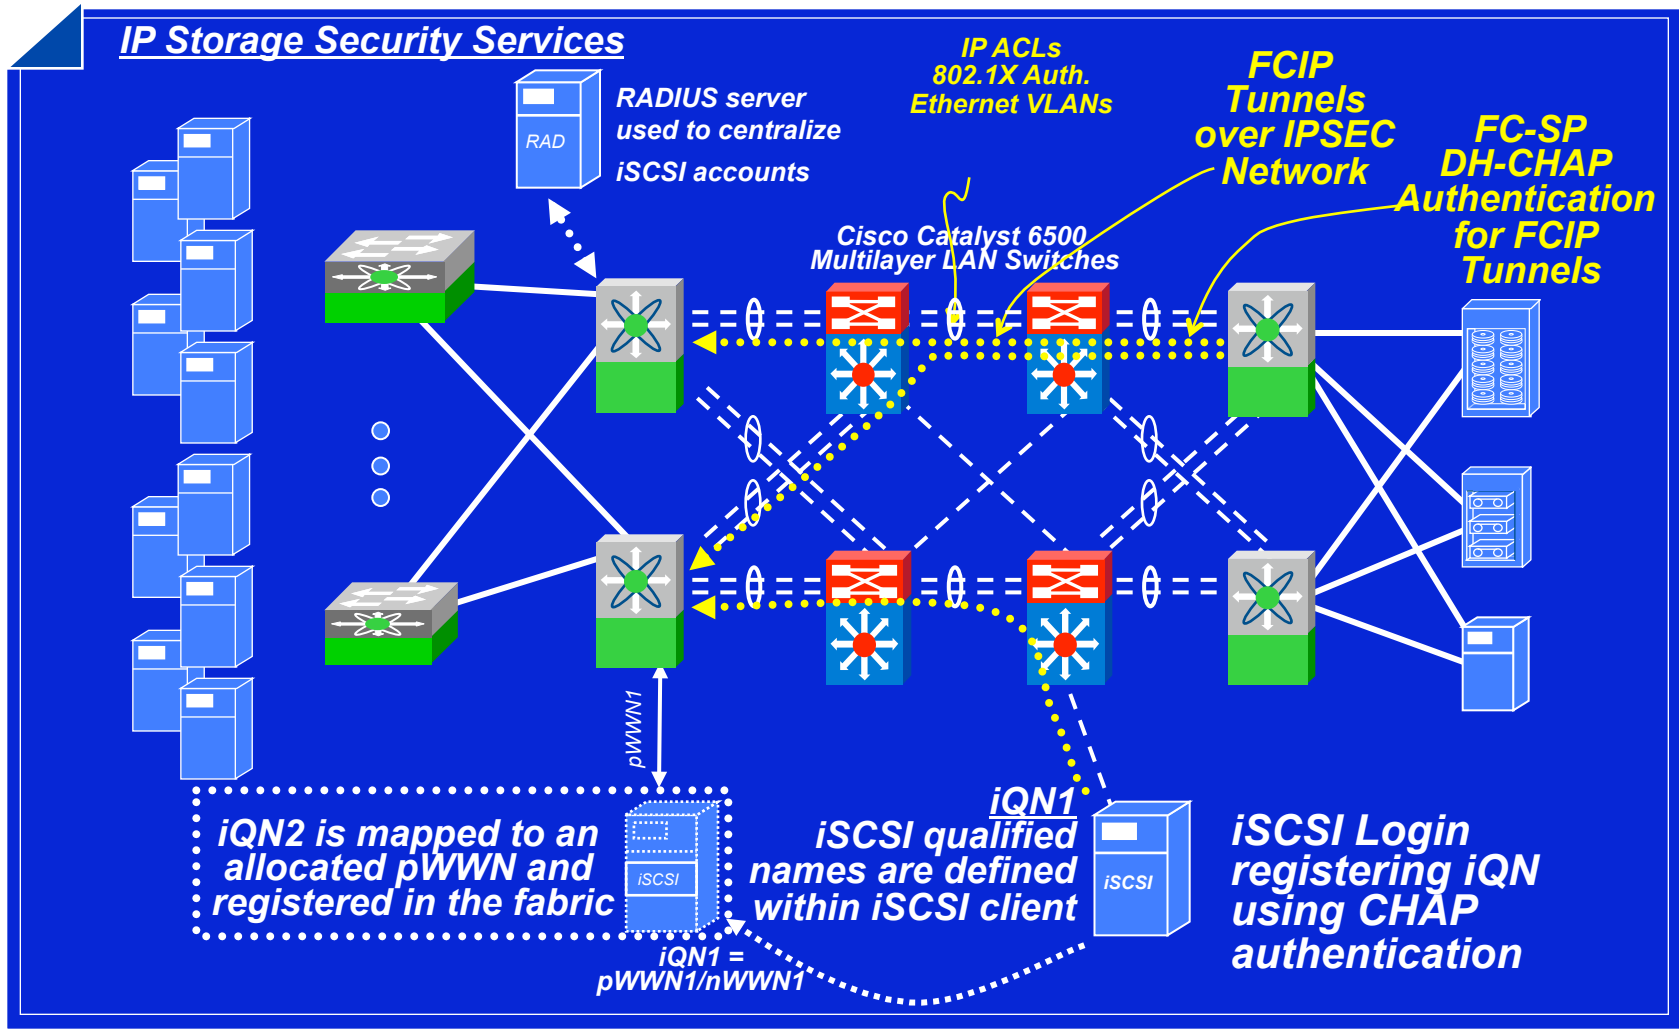 IP Storage Security Services
RADIUS server
used to centralize
iSCSI accounts
RAD
IP ACLs
802.1X Auth.
Ethernet VLANs
FCIP
Tunnels
over IPSEC
Network
FC-SP
DH-CHAP
Authentication
for FCIP
Tunnels
Cisco Catalyst 6500
Multilayer LAN Switches
pWWN1
iQN2 is mapped to an
allocated pWWN and
registered in the fabric
iSCSI
iQN1 =
pWWN1/nWWN1
iQN1
iSCSI qualified
names are defined
within iSCSI client
iSCSI
iSCSI Login
registering iQN
using CHAP
authentication